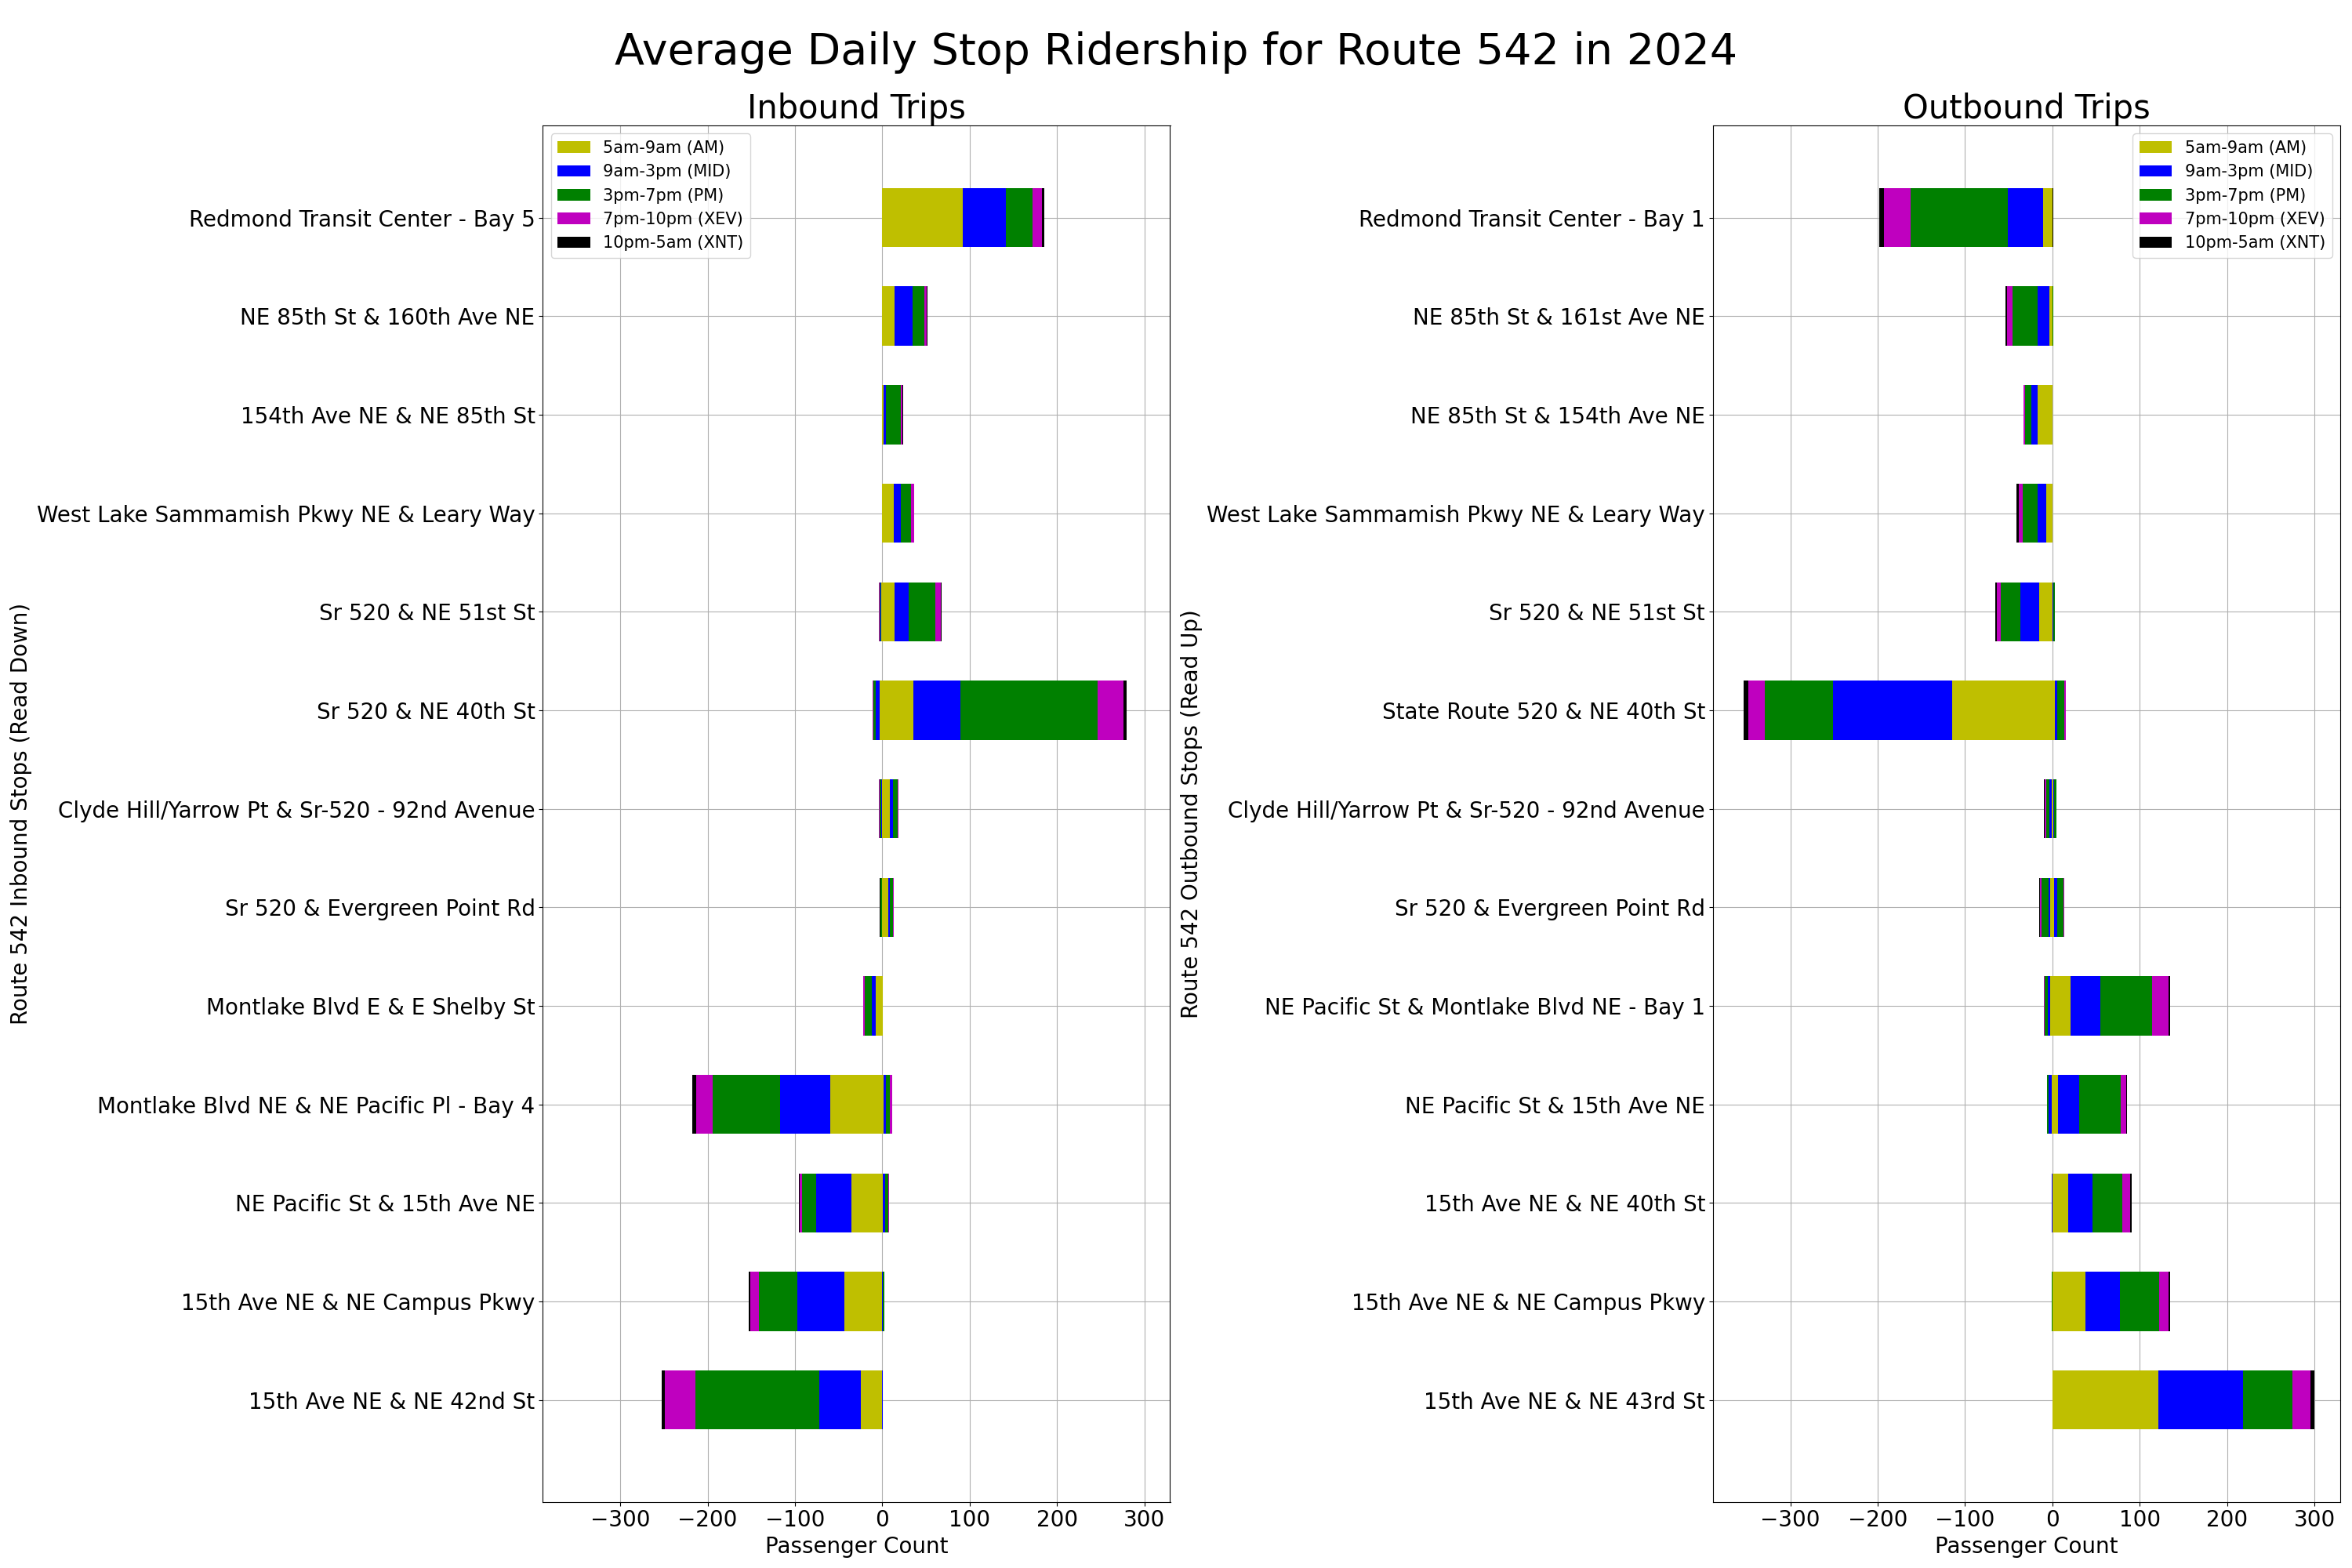 Average Daily Stop Ridership for Route 542 in 2024
Inbound Trips
5am-9am (AM)
9am-3pm (MID)
3pm-7pm (PM)
7pm-10pm (XEV)
10pm-5am (XNT)
Route 542 Inbound Stops (Read Down)
Redmond Transit Center - Bay 5
NE 85th St & 160th Ave NE
154th Ave NE & NE 85th St
West Lake Sammamish Pkwy NE & Leary Way
Sr 520 & NE 51st St
Sr 520 & NE 40th St
Clyde Hill/Yarrow Pt & Sr-520 - 92nd Avenue
Sr 520 & Evergreen Point Rd
Montlake Blvd E & E Shelby St
Montlake Blvd NE & NE Pacific Pl - Bay 4
NE Pacific St & 15th Ave NE
15th Ave NE & NE Campus Pkwy
15th Ave NE & NE 42nd St
−300 −200 −100 0 100 200 300
Passenger Count
Outbound Trips
5am-9am (AM)
9am-3pm (MID)
3pm-7pm (PM)
7pm-10pm (XEV)
10pm-5am (XNT)
Route 542 Outbound Stops (Read Up)
Redmond Transit Center - Bay 1
NE 85th St & 161st Ave NE
NE 85th St & 154th Ave NE
West Lake Sammamish Pkwy NE & Leary Way
Sr 520 & NE 51st St
State Route 520 & NE 40th St
Clyde Hill/Yarrow Pt & Sr-520 - 92nd Avenue
Sr 520 & Evergreen Point Rd
NE Pacific St & Montlake Blvd NE - Bay 1
NE Pacific St & 15th Ave NE
15th Ave NE & NE 40th St
15th Ave NE & NE Campus Pkwy
15th Ave NE & NE 43rd St
−300 −200 −100 0 100 200 300
Passenger Count